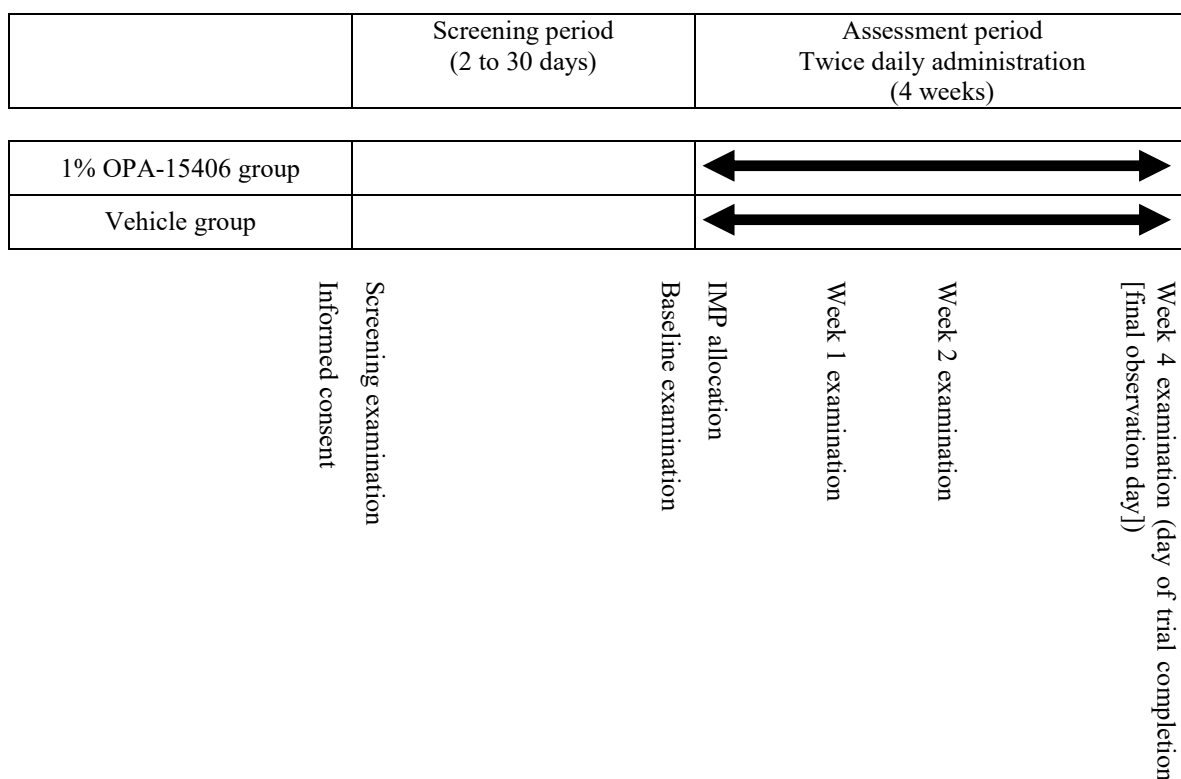 Screening period
(2 to 30 days)
Assessment period
Twice daily administration
(4 weeks)
1% OPA-15406 group
Vehicle group
Informed consent
Screening examination
Baseline examination
IMP allocation
Week 1 examination
Week 2 examination
Week 4 examination (day of trial completion
[final observation day])